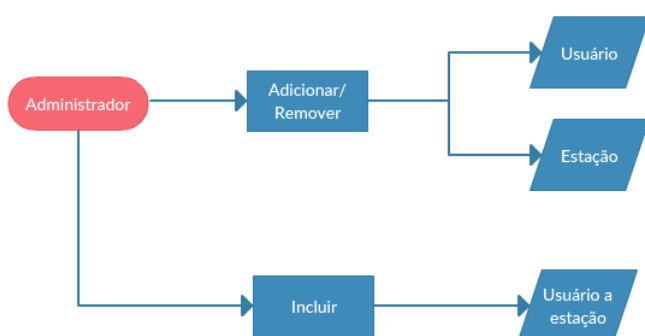 Administrador
Adicionar/
Remover
Usuário
Estação
Incluir
Usuário a
estação